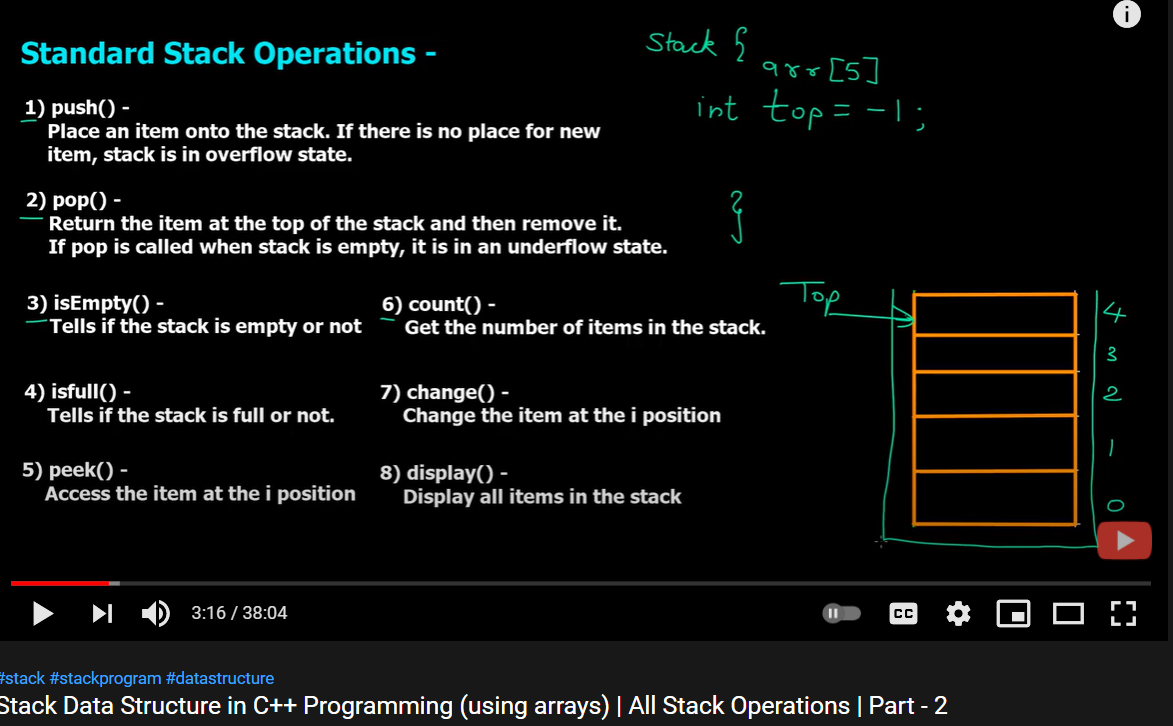 Standard Stack Operations -
1) push() -
Place an item onto the stack. If there is no place for new
item, stack is in overflow state.
2) pop() -
Return the item at the top of the stack and then remove it.
If pop is called when stack is empty, it is in an underflow state.
3) isEmpty() -
Tells if the stack is empty or not
4) isfull() -
Tells if the stack is full or not.
5) peek() -
Access the item at the i position
6) count() -
Get the number of items in the stack.
7) change() -
Change the item at the i position
8) display() -
Display all items in the stack
Stack {
arr[5]
int top = -1;
}
Top
4
3
2
1
0
i
3:16 / 38:04
CC
#stack #stackprogram #datastructure
Stack Data Structure in C++ Programming (using arrays) | All Stack Operations | Part - 2